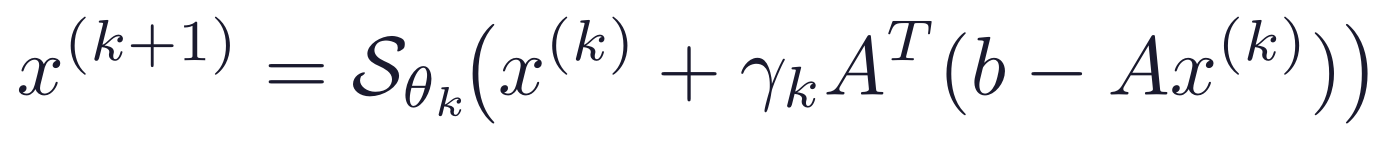 x^{(k+1)} = \mathcal{S}_{\theta_k}\big(x^{(k)} + \gamma_k A^T(b - Ax^{(k)})\big)